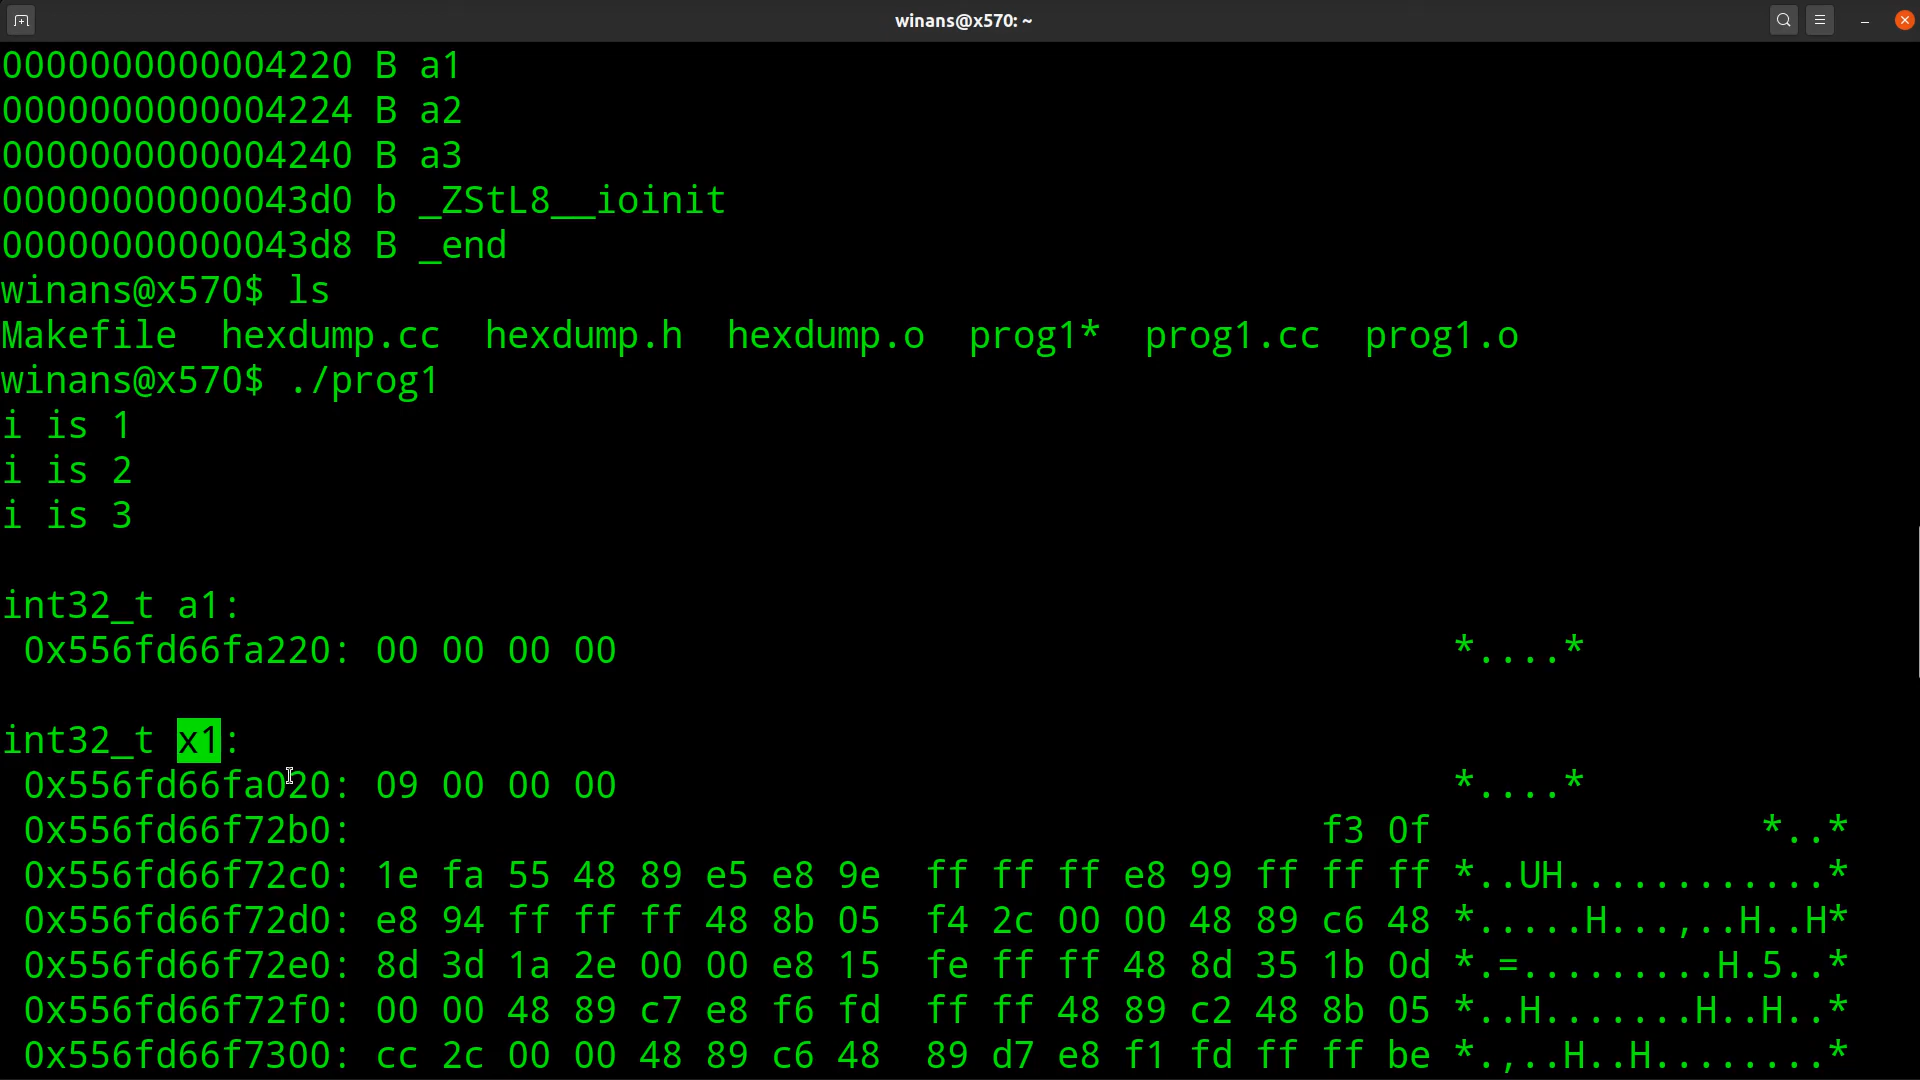 winans@x570: ~
0000000000004220 B a1
0000000000004224 B a2
0000000000004240 B a3
00000000000043d0 b _ZStL8__ioinit
00000000000043d8 B _end
winans@x570$ ls
Makefile  hexdump.cc  hexdump.h  hexdump.o  prog1*  prog1.cc  prog1.o
winans@x570$ ./prog1
i is 1
i is 2
i is 3
int32_t a1:
 0x556fd66fa220: 00 00 00 00                                      *....*
int32_t x1:
 0x556fd66fa020: 09 00 00 00                                      *....*
 0x556fd66f72b0:                                            f3 0f               *..*
 0x556fd66f72c0: 1e fa 55 48 89 e5 e8 9e  ff ff ff e8 99 ff ff ff *..UH............*
 0x556fd66f72d0: e8 94 ff ff ff 48 8b 05  f4 2c 00 00 48 89 c6 48 *.....H...,..H..H*
 0x556fd66f72e0: 8d 3d 1a 2e 00 00 e8 15  fe ff ff 48 8d 35 1b 0d *.=.........H.5..*
 0x556fd66f72f0: 00 00 48 89 c7 e8 f6 fd  ff ff 48 89 c2 48 8b 05 *..H.......H..H..*
 0x556fd66f7300: cc 2c 00 00 48 89 c6 48  89 d7 e8 f1 fd ff ff be *.,..H..H........*